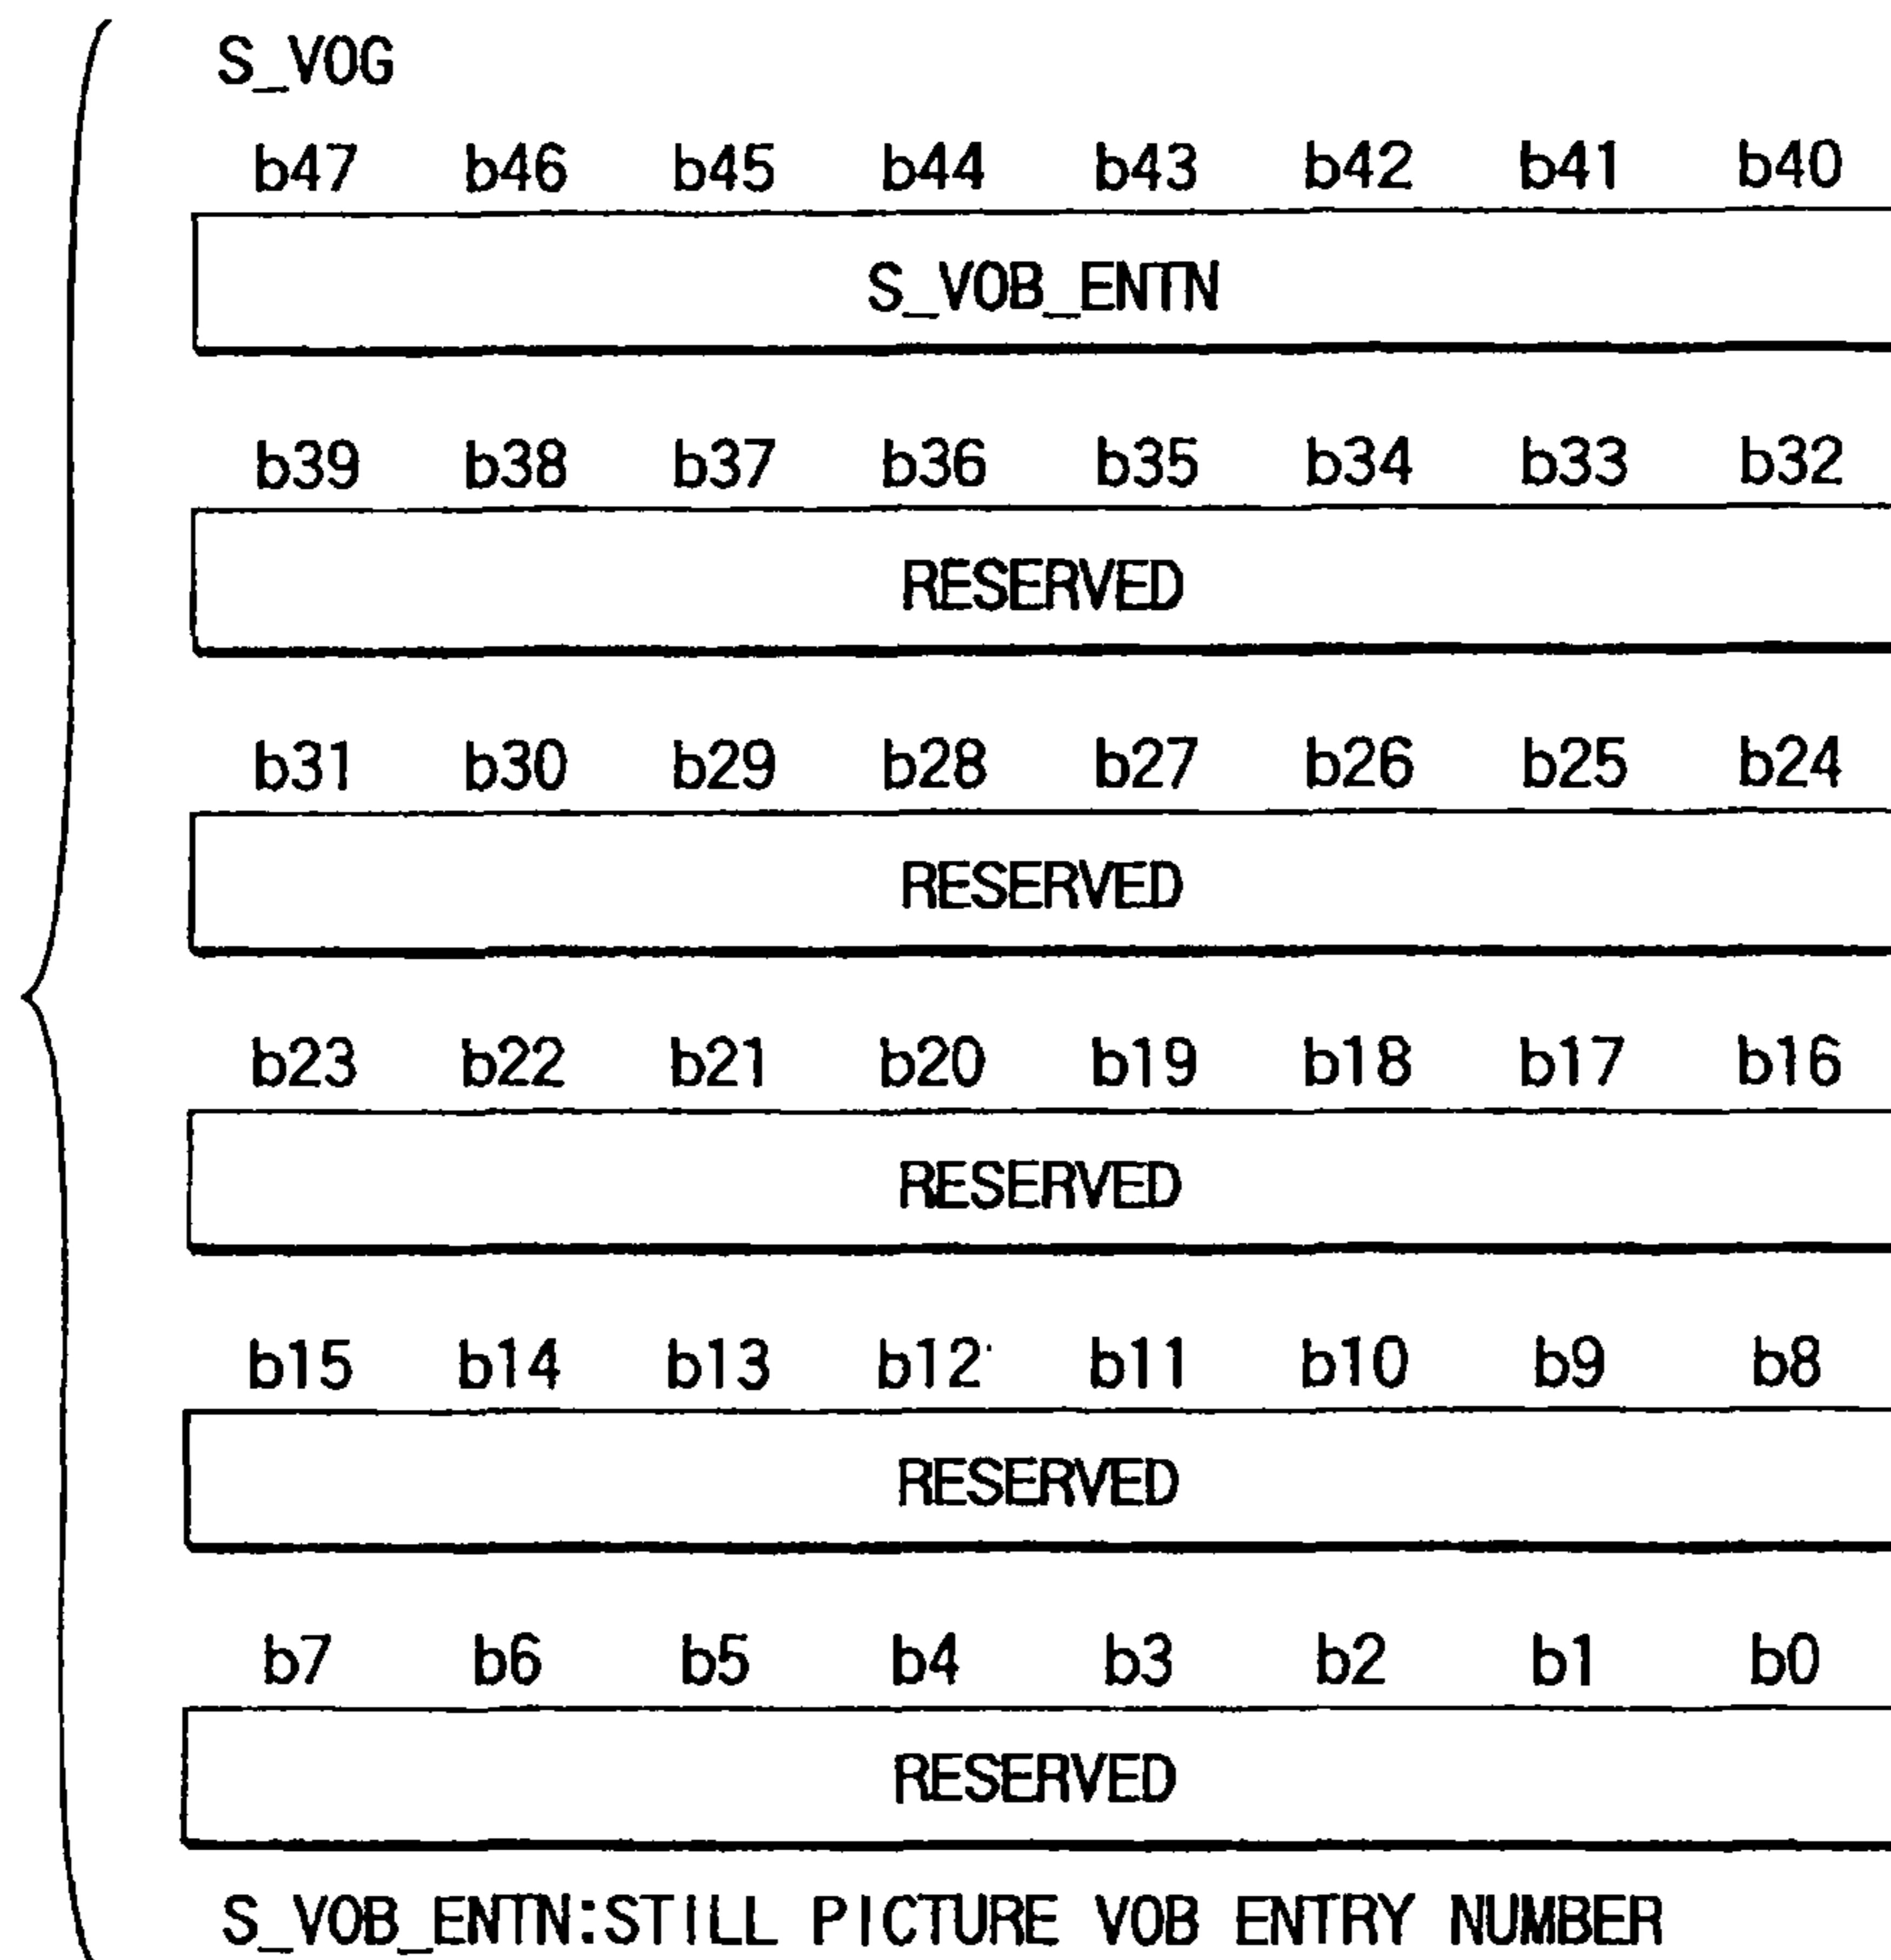 S_VOG
b47 b46 b45 b44 b43 b42 b41 b40
S_VOB_ENTN
b39 b38 b37 b36 b35 b34 b33 b32
RESERVED
b31 b30 b29 b28 b27 b26 b25 b24
RESERVED
b23 b22 b21 b20 b19 b18 b17 b16
RESERVED
b15 b14 b13 b12 b11 b10 b9 b8
RESERVED
b7 b6 b5 b4 b3 b2 b1 b0
RESERVED
S_VOB_ENTN:STILL PICTURE VOB ENTRY NUMBER